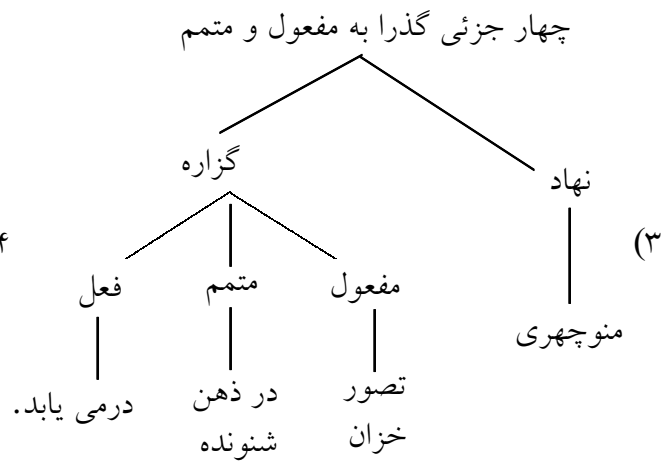 چهار جزئی گذرا به مفعول و متمم
نهاد
گزاره
۳)
۴
مفعول
متمم
فعل
منوچهری
تصور
خزان
در ذهن
شنونده
درمی یابد.